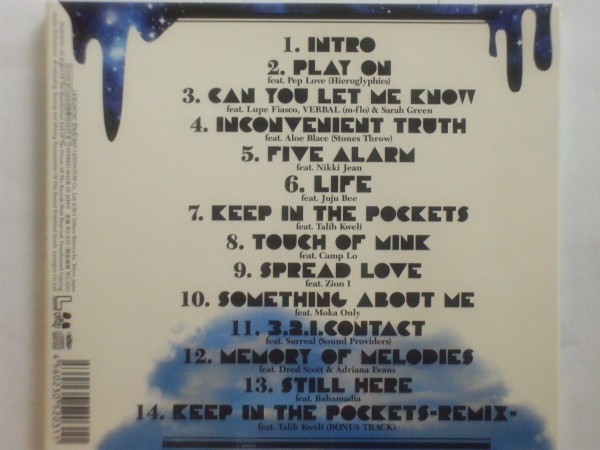 1. INTRO
2. PLAY ON
feat. Pep Love (Hieroglyphics)
3. CAN YOU LET ME KNOW
feat. Lupe Fiasco, VERBAL (m-flo) & Sarah Green
4. INCONVENIENT TRUTH
feat. Aloe Blacc (Stones Throw)
5. FIVE ALARM
feat. Nikki Jean
6. LIFE
feat. Juju Bee
7. KEEP IN THE POCKETS
feat. Talib Kweli
8. TOUCH OF MINK
feat. Camp Lo
9. SPREAD LOVE
feat. Zion I
10. SOMETHING ABOUT ME
feat. Moka Only
11. 3.2.1.CONTACT
feat. Surreal (Sound Providers)
12. MEMORY OF MELODIES
feat. Dred Scott & Adriana Evans
13. STILL HERE
feat. Bahamadia
14. KEEP IN THE POCKETS-REMIX-
feat. Talib Kweli (BONUS TRACK)